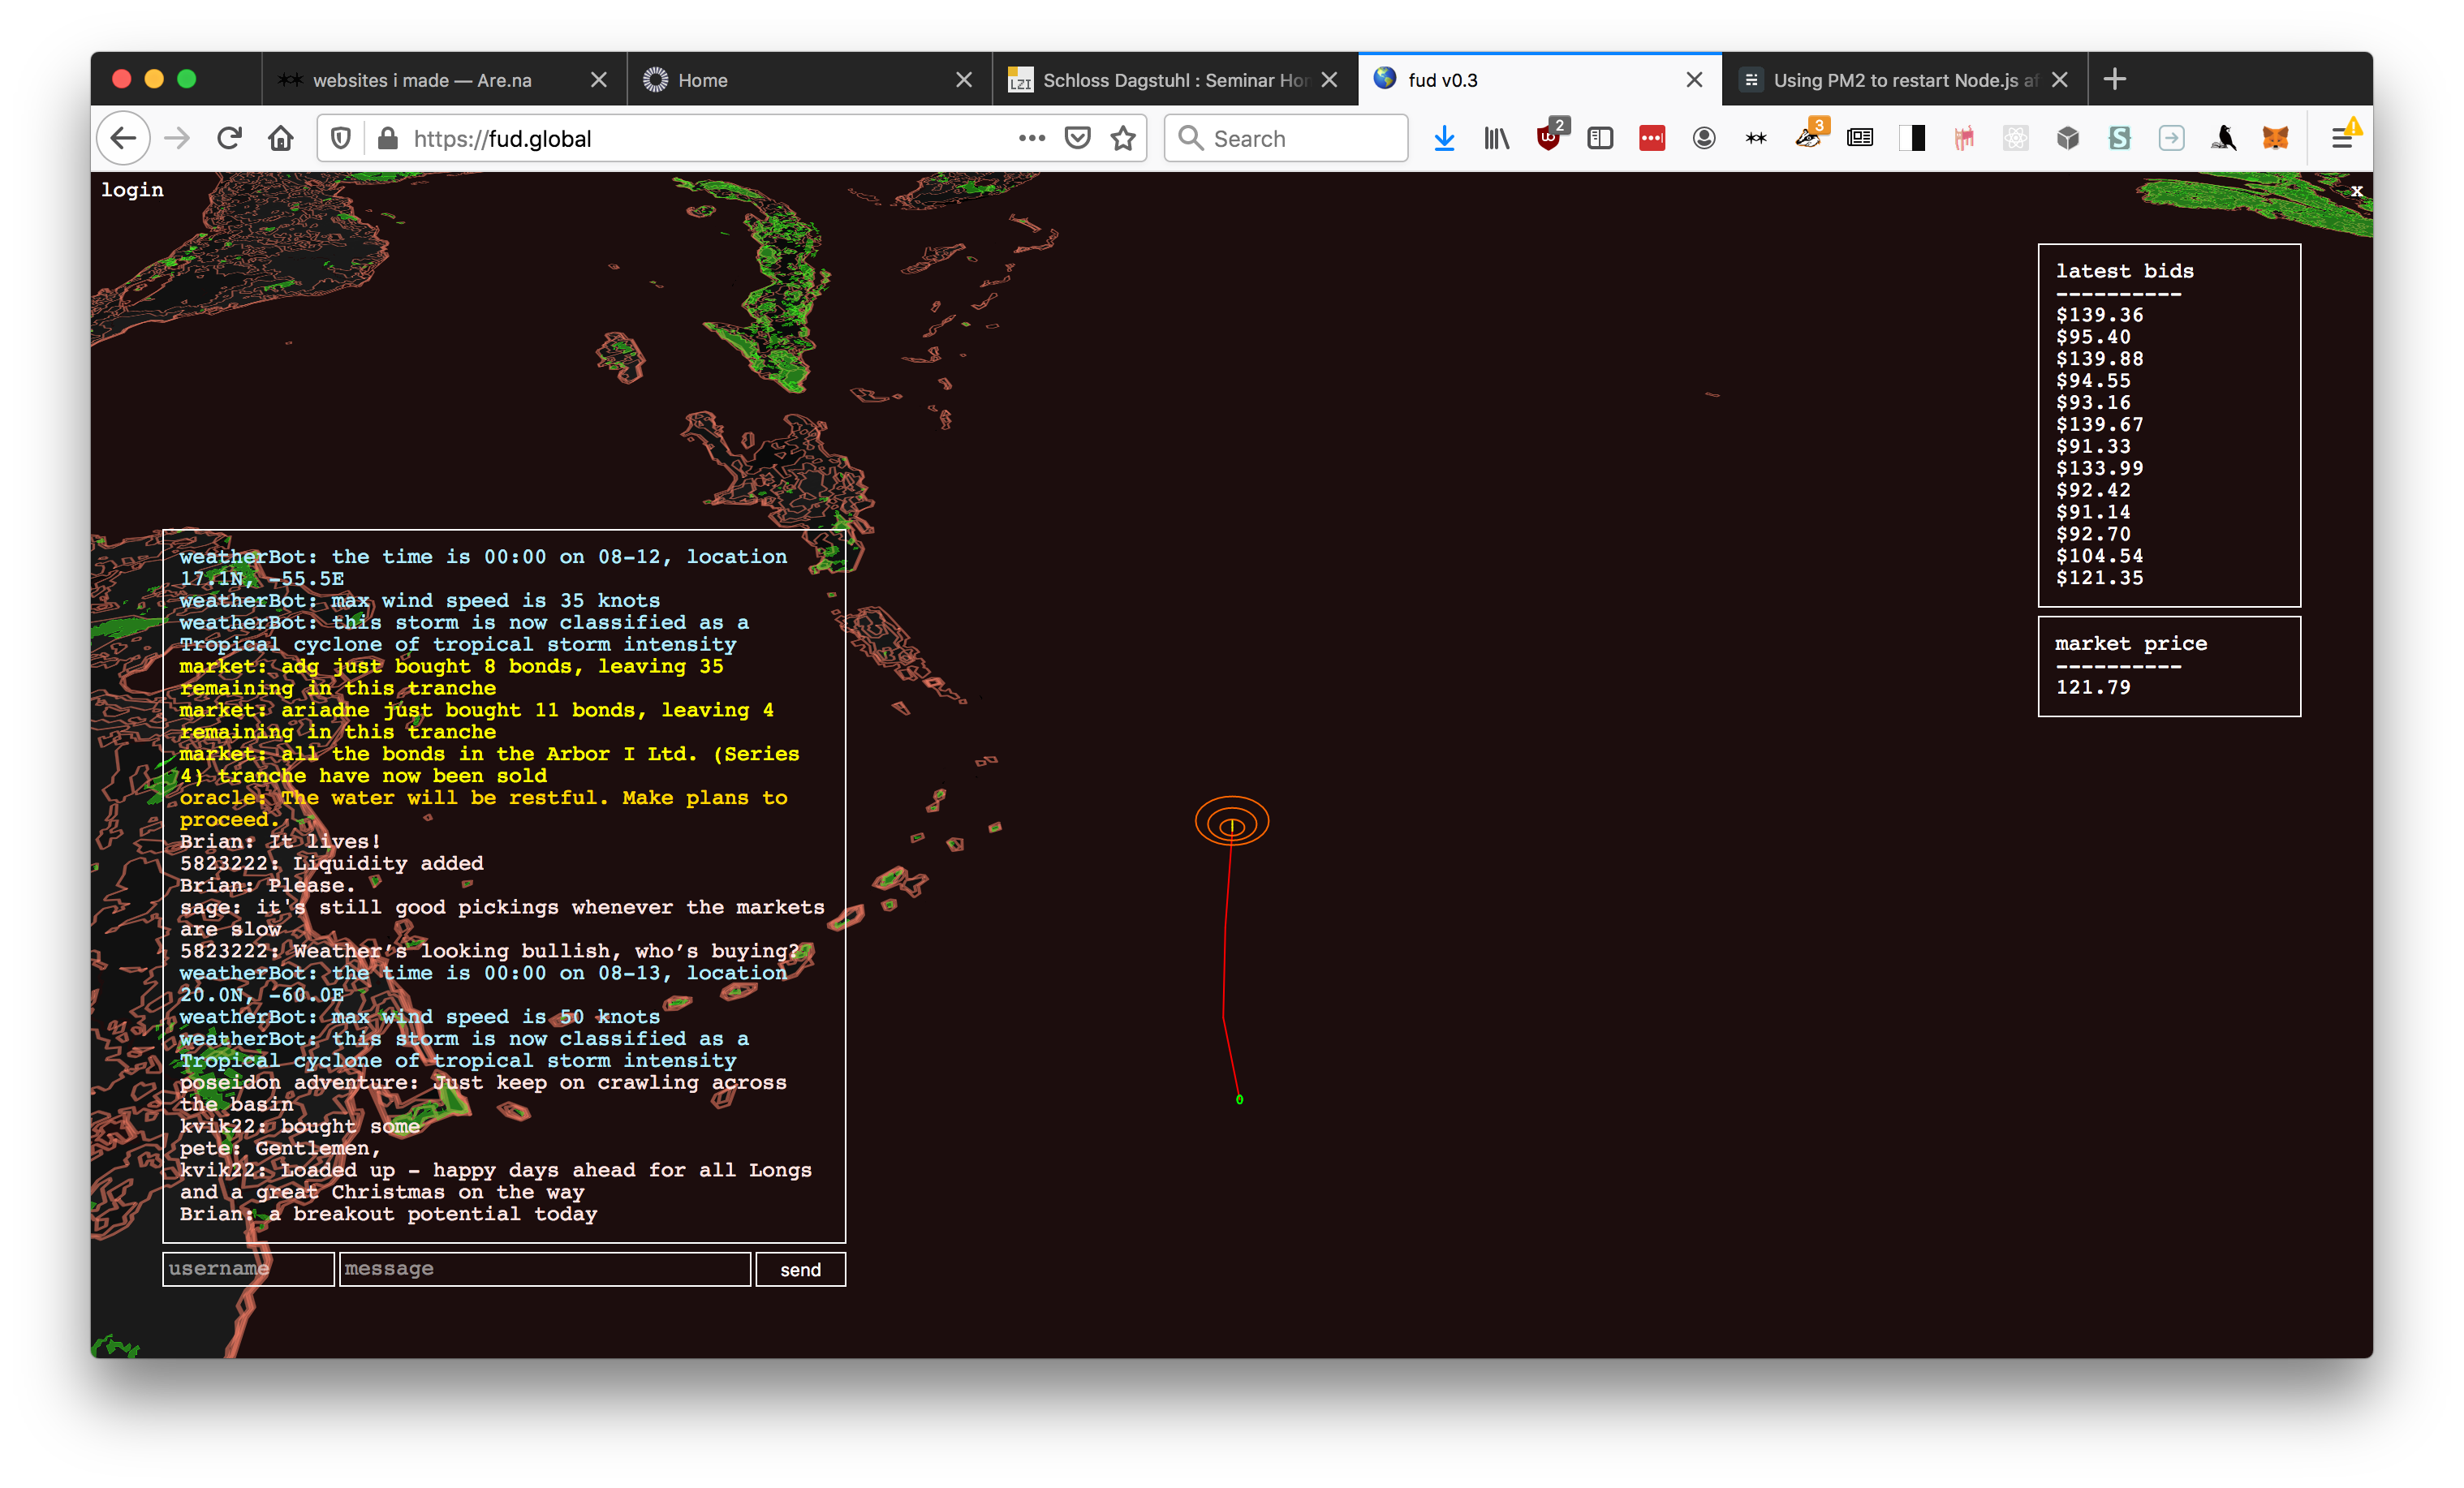 websites i made — Are.na
Home
Schloss Dagstuhl : Seminar Hor
fud v0.3
Using PM2 to restart Node.js af
https://fud.global
Search
2
3
login
x
latest bids
----------
$139.36
$95.40
$139.88
$94.55
$93.16
$139.67
$91.33
$133.99
$92.42
$91.14
$92.70
$104.54
$121.35
market price
----------
121.79
weatherBot: the time is 00:00 on 08-12, location
17.1N, -55.5E
weatherBot: max wind speed is 35 knots
weatherBot: this storm is now classified as a
Tropical cyclone of tropical storm intensity
market: adg just bought 8 bonds, leaving 35
remaining in this tranche
market: ariadne just bought 11 bonds, leaving 4
remaining in this tranche
market: all the bonds in the Arbor I Ltd. (Series
4) tranche have now been sold
oracle: The water will be restful. Make plans to
proceed.
Brian: It lives!
5823222: Liquidity added
Brian: Please.
sage: it's still good pickings whenever the markets
are slow
5823222: Weather’s looking bullish, who’s buying?
weatherBot: the time is 00:00 on 08-13, location
20.0N, -60.0E
weatherBot: max wind speed is 50 knots
weatherBot: this storm is now classified as a
Tropical cyclone of tropical storm intensity
poseidon adventure: Just keep on crawling across
the basin
kvik22: bought some
pete: Gentlemen,
kvik22: Loaded up - happy days ahead for all Longs
and a great Christmas on the way
Brian: a breakout potential today
username
message
send
LZI
S
0